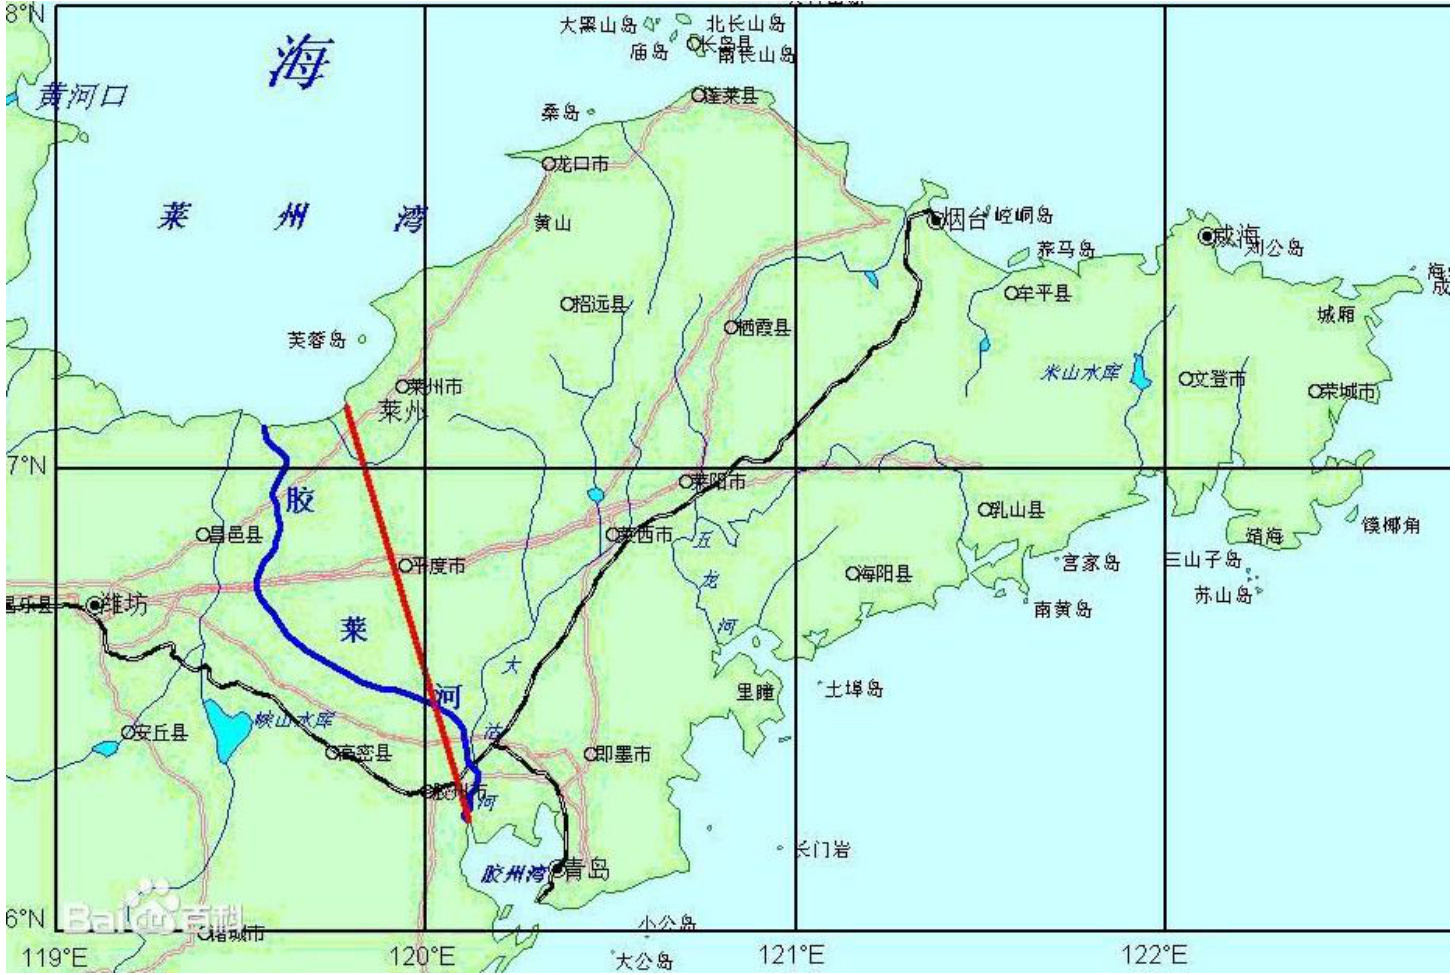 8°N
大黑山岛
北长山岛
庙岛
长岛县
南长山岛
海
黄河口
蓬莱县
桑岛
龙口市
莱州湾
黄山
烟台
崆峒岛
威海
刘公岛
养马岛
海
成
招远县
牟平县
栖霞县
城厢
芙蓉岛
米山水库
文登市
荣城市
莱州市
莱州
7°N
莱阳市
胶
乳山县
镆椰角
昌邑县
莱西市
靖海
五龙河
宫家岛
三山子岛
平度市
海阳县
苏山岛
昌乐县
潍坊
南黄岛
莱
大沽河
里疃
土埠岛
河
峡山水库
安丘县
高密县
即墨市
胶州市
长门岩
胶州湾
青岛
Bai百科
6°N
诸城市
小公岛
大公岛
119°E
120°E
121°E
122°E